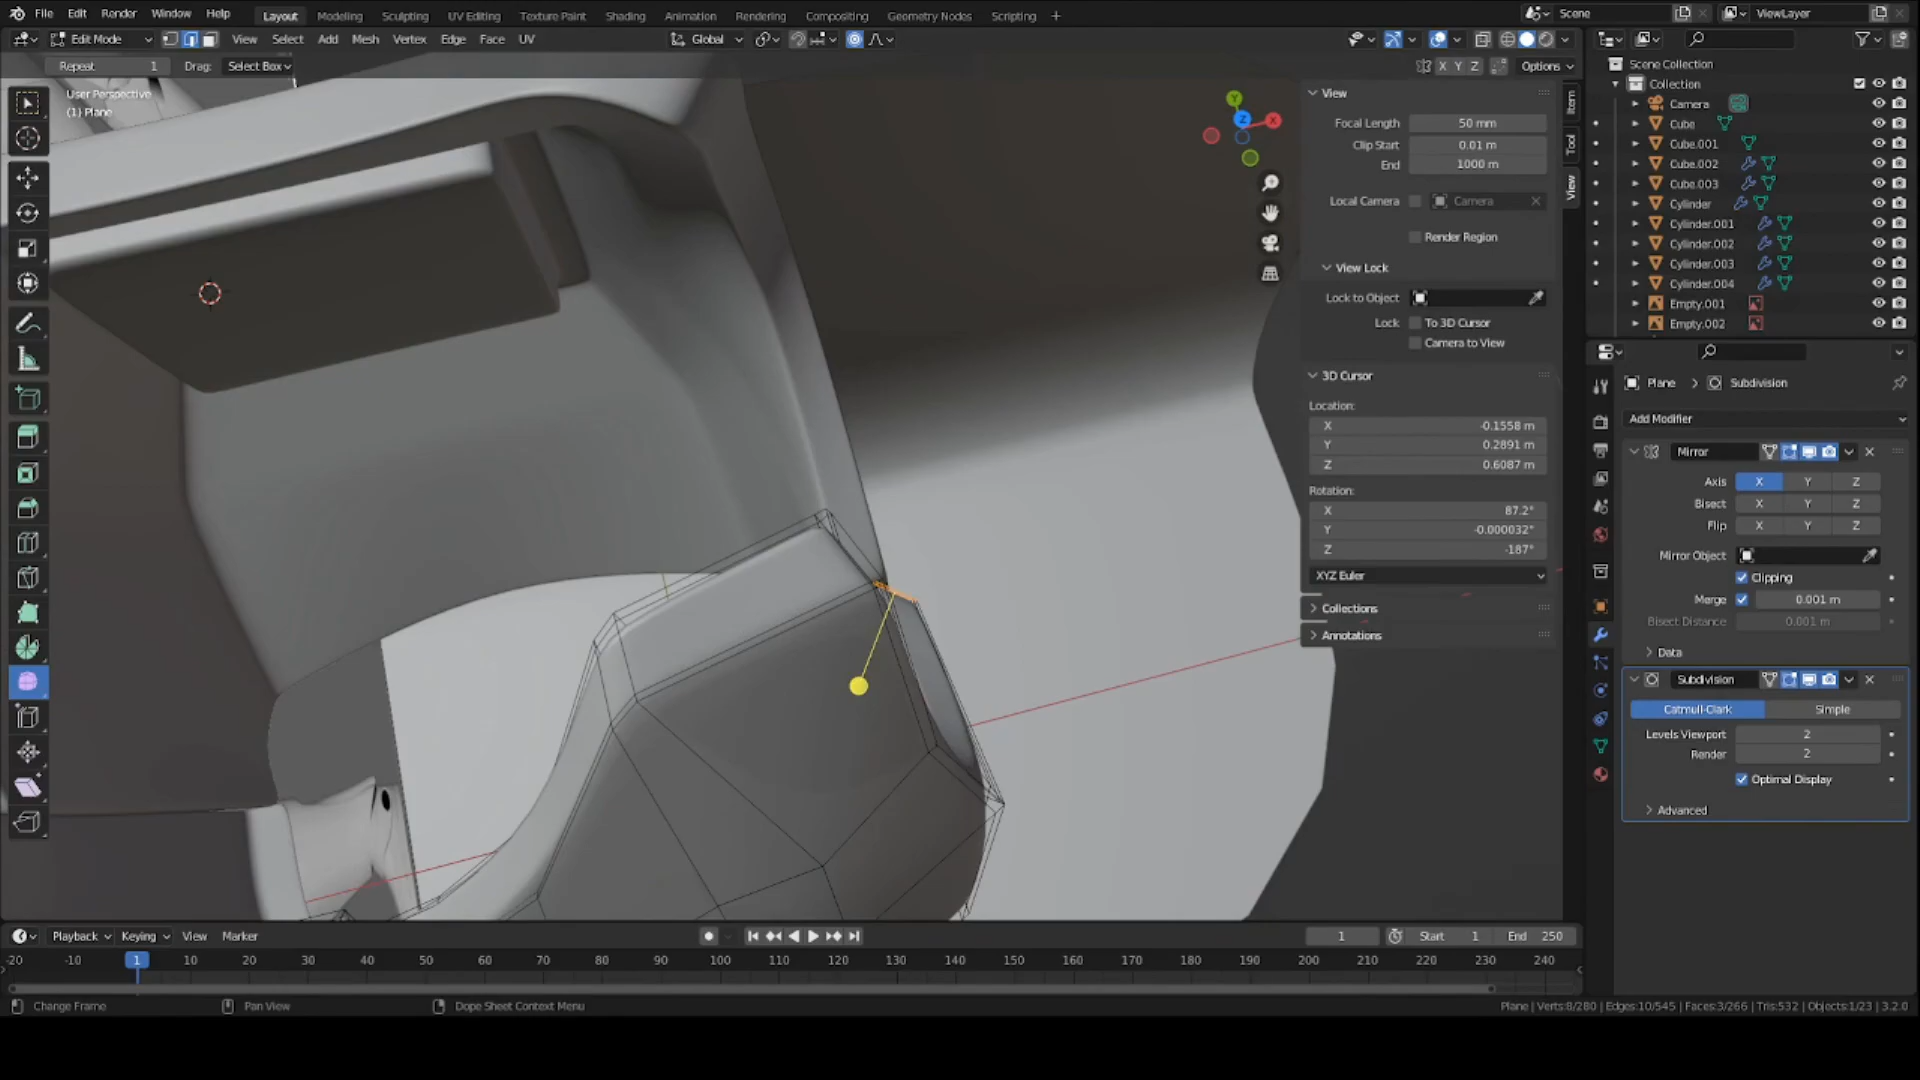 File Edit Render Window Help Layout Modeling Sculpting UV Editing Texture Paint Shading Animation Rendering Compositing Geometry Nodes Scripting + Scene ViewLayer
Edit Mode View Select Add Mesh Vertex Edge Face UV Global
Repeat 1 Drag: Select Box X Y Z Options
User Perspective
(1) Plane
Y
Z
X
View
Focal Length 50 mm
Clip Start 0.01 m
End 1000 m
Local Camera Camera
Render Region
View Lock
Lock to Object
Lock To 3D Cursor
Camera to View
3D Cursor
Location:
X -0.1558 m
Y 0.2891 m
Z 0.6087 m
Rotation:
X 87.2°
Y -0.000032°
Z -187°
XYZ Euler
Collections
Annotations
Item
Tool
View
Scene Collection
Collection
Camera
Cube
Cube.001
Cube.002
Cube.003
Cylinder
Cylinder.001
Cylinder.002
Cylinder.003
Cylinder.004
Empty.001
Empty.002
Plane > Subdivision
Add Modifier
Mirror
Axis X Y Z
Bisect X Y Z
Flip X Y Z
Mirror Object
Clipping
Merge 0.001 m
Bisect Distance 0.001 m
Data
Subdivision
Catmull-Clark Simple
Levels Viewport 2
Render 2
Optimal Display
Advanced
Playback Keying View Marker 1 Start 1 End 250
-20 -10 1 10 20 30 40 50 60 70 80 90 100 110 120 130 140 150 160 170 180 190 200 210 220 230 240
Change Frame Pan View Dope Sheet Context Menu Plane | Verts:8/280 | Edges:10/545 | Faces:3/266 | Tris:532 | Objects:1/23 | 3.2.0